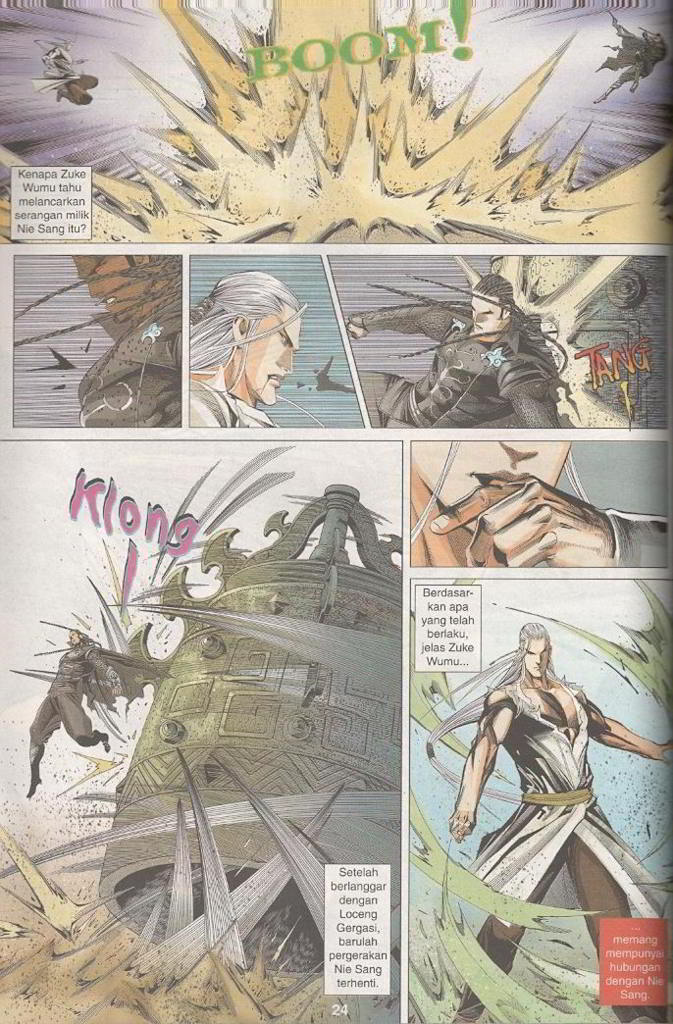 BOOM!
Kenapa Zuke
Wumu tahu
melancarkan
serangan milik
Nie Sang itu?
TANG
!
Klong
!
Berdasar-
kan apa
yang telah
berlaku,
jelas Zuke
Wumu...
Setelah
berlanggar
dengan
Loceng
Gergasi,
barulah
pergerakan
Nie Sang
terhenti.
...
memang
mempunyai
hubungan
dengan Nie
Sang.
24